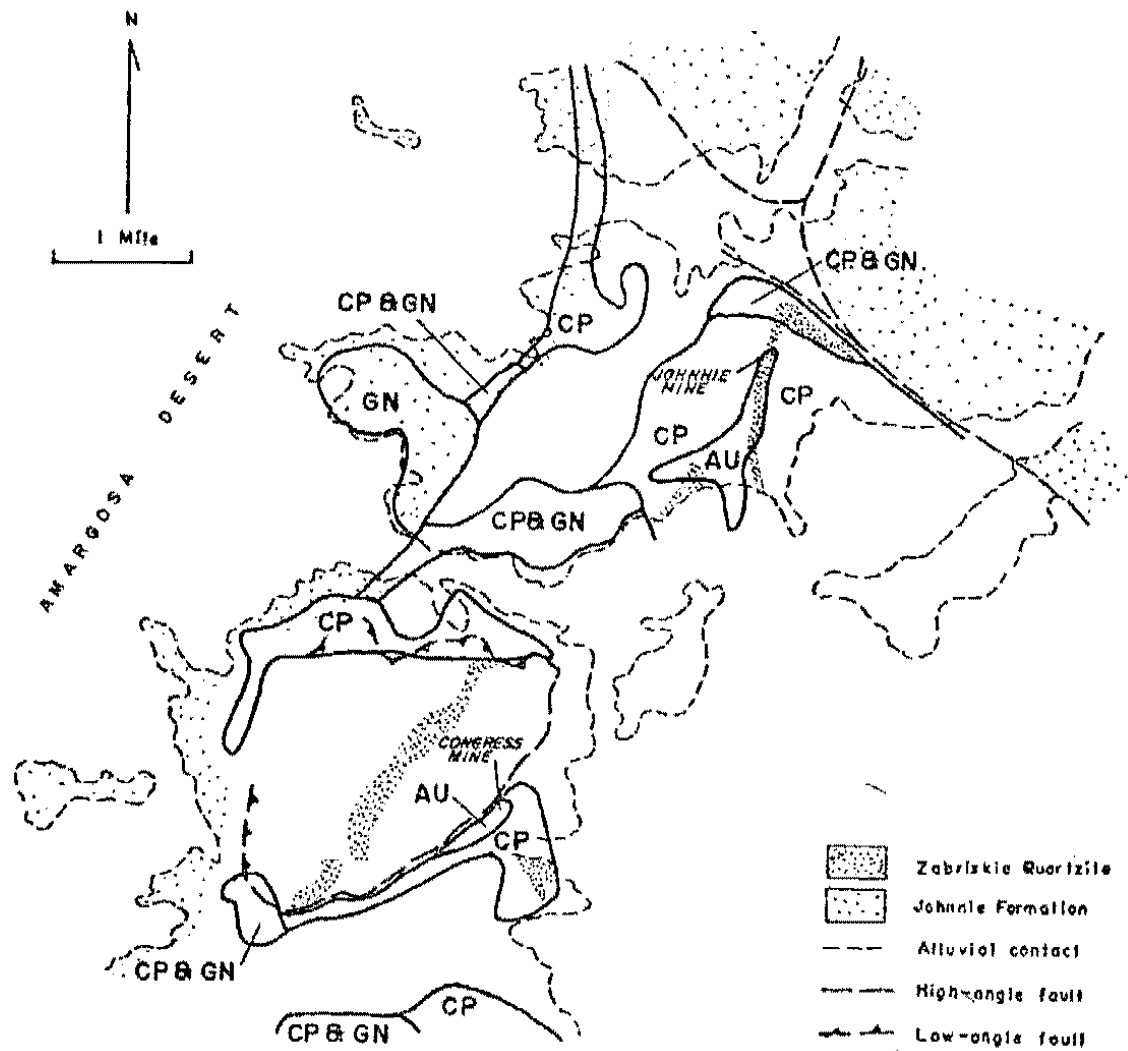 N
1 Mile
AMARGOSA DESERT
CP & GN
CP & GN
CP
GN
JOHNNIE
MINE
CP
CP
AU
CP & GN
CP
CONGRESS
MINE
AU
CP
CP & GN
CP
CP & GN
Zabriskie Quartzite
Johnnie Formation
Alluvial contact
High-angle fault
Low-angle fault